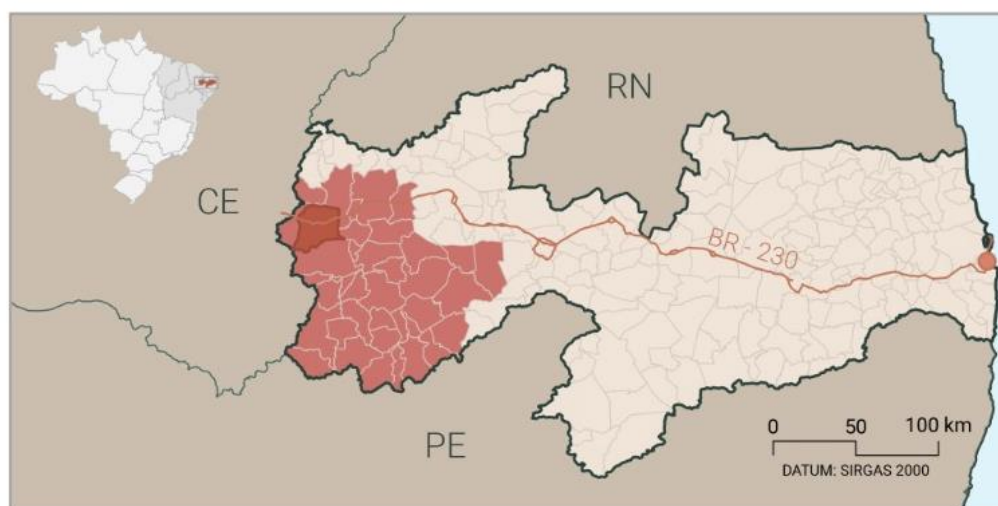 RN
CE
BR - 230
PE
0 50 100 km
DATUM: SIRGAS 2000